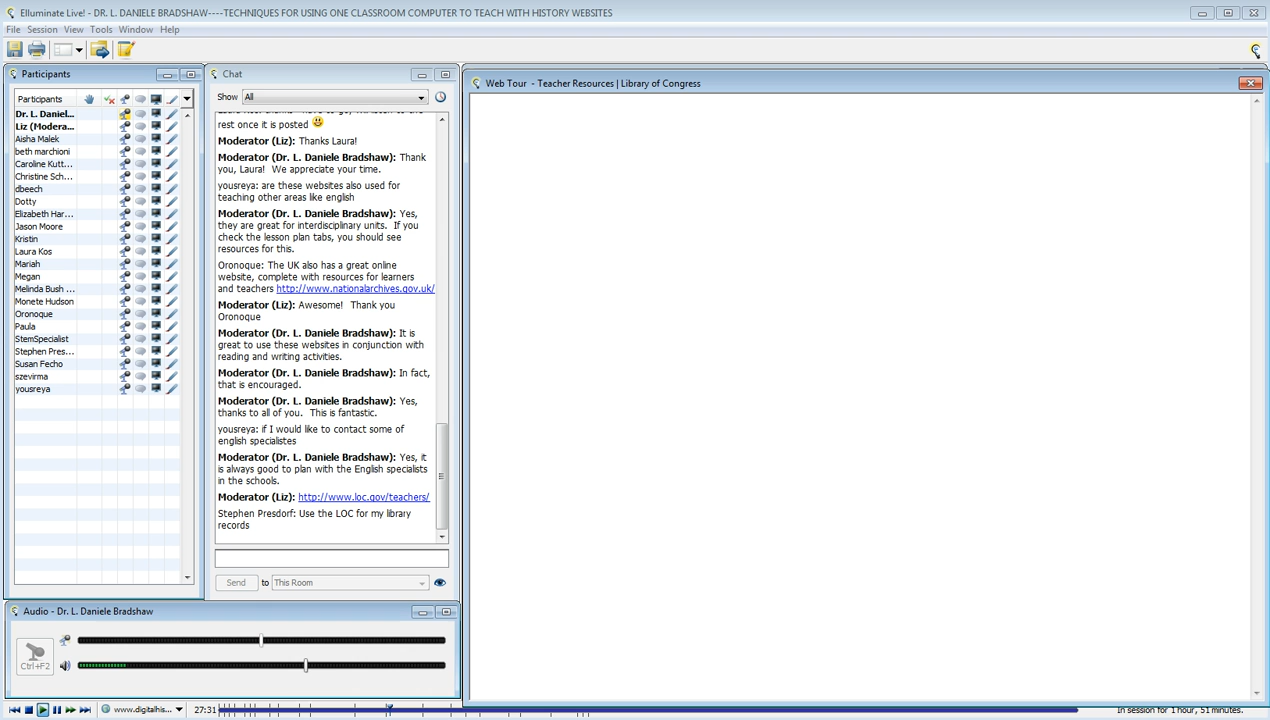 Elluminate Live! - DR. L. DANIELE BRADSHAW----TECHNIQUES FOR USING ONE CLASSROOM COMPUTER TO TEACH WITH HISTORY WEBSITES
File Session View Tools Window Help
Participants
Participants
Dr. L. Daniel...
Liz (Modera...
Aisha Malek
beth marchioni
Caroline Kutt...
Christine Sch...
dbeech
Dotty
Elizabeth Har...
Jason Moore
Kristin
Laura Kos
Mariah
Megan
Melinda Bush ...
Monete Hudson
Oronoque
Paula
StemSpecialist
Stephen Pres...
Susan Fecho
szevirma
yousreya
Chat
Show All
rest once it is posted
Moderator (Liz): Thanks Laura!
Moderator (Dr. L. Daniele Bradshaw): Thank
you, Laura! We appreciate your time.
yousreya: are these websites also used for
teaching other areas like english
Moderator (Dr. L. Daniele Bradshaw): Yes,
they are great for interdisciplinary units. If you
check the lesson plan tabs, you should see
resources for this.
Oronoque: The UK also has a great online
website, complete with resources for learners
and teachers http://www.nationalarchives.gov.uk/
Moderator (Liz): Awesome! Thank you
Oronoque
Moderator (Dr. L. Daniele Bradshaw): It is
great to use these websites in conjunction with
reading and writing activities.
Moderator (Dr. L. Daniele Bradshaw): In fact,
that is encouraged.
Moderator (Dr. L. Daniele Bradshaw): Yes,
thanks to all of you. This is fantastic.
yousreya: if I would like to contact some of
english specialistes
Moderator (Dr. L. Daniele Bradshaw): Yes, it
is always good to plan with the English specialists
in the schools.
Moderator (Liz): http://www.loc.gov/teachers/
Stephen Presdorf: Use the LOC for my library
records
Send to This Room
Web Tour - Teacher Resources | Library of Congress
Audio - Dr. L. Daniele Bradshaw
Ctrl+F2
www.digitalhis... 27:31
In session for 1 hour, 51 minutes.